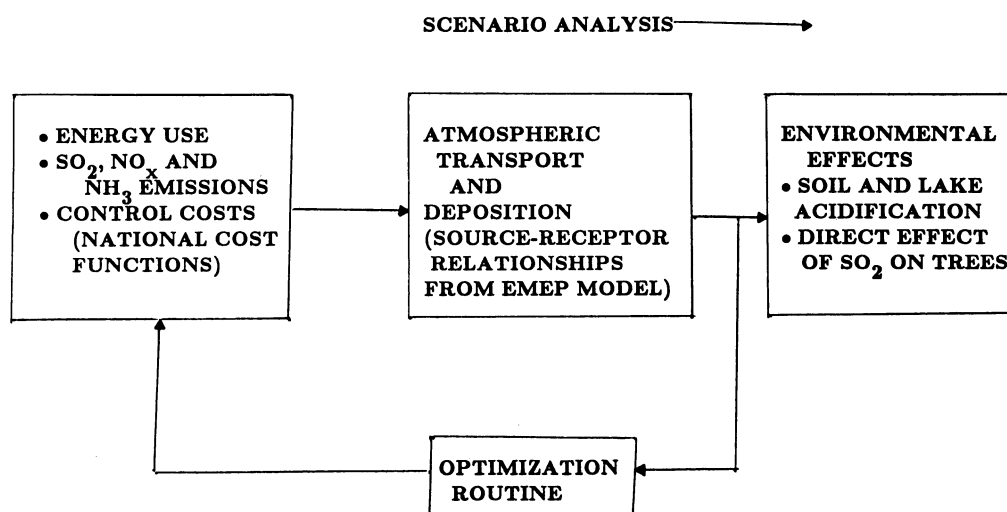 SCENARIO ANALYSIS
• ENERGY USE
• SO₂, NOₓ AND
NH₃ EMISSIONS
• CONTROL COSTS
(NATIONAL COST
FUNCTIONS)
ATMOSPHERIC
TRANSPORT
AND
DEPOSITION
(SOURCE-RECEPTOR
RELATIONSHIPS
FROM EMEP MODEL)
ENVIRONMENTAL
EFFECTS
• SOIL AND LAKE
ACIDIFICATION
• DIRECT EFFECT
OF SO₂ ON TREES
OPTIMIZATION
ROUTINE